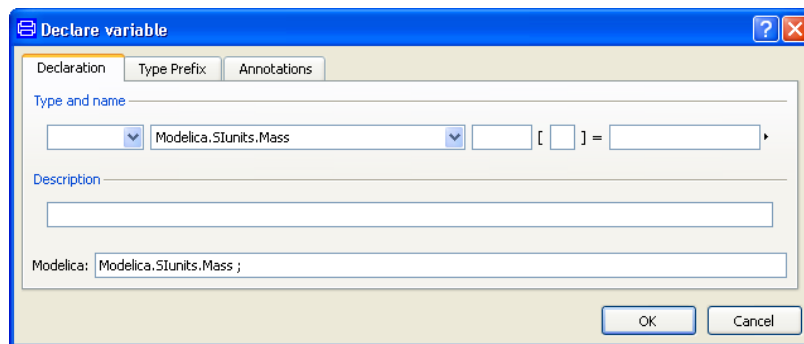 Declare variable
Declaration Type Prefix Annotations
Type and name
Modelica.SIunits.Mass [ ] =
Description
Modelica: Modelica.SIunits.Mass ;
OK Cancel